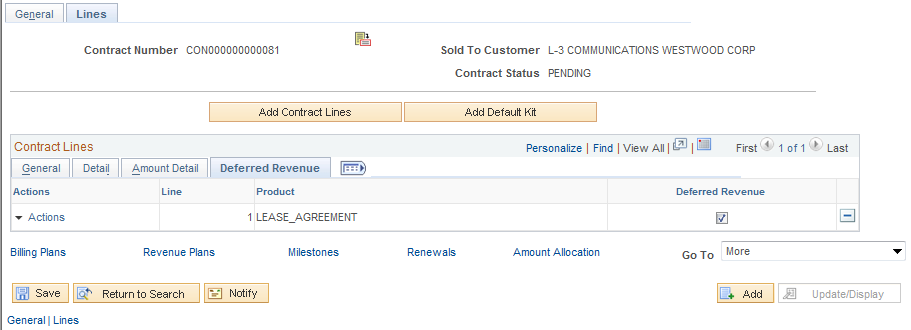 General Lines
Contract Number CON000000000081 Sold To Customer L-3 COMMUNICATIONS WESTWOOD CORP
Contract Status PENDING
Add Contract Lines Add Default Kit
Contract Lines Personalize | Find | View All | | First 1 of 1 Last
General Detail Amount Detail Deferred Revenue
Actions Line Product Deferred Revenue
Actions 1 LEASE_AGREEMENT
Billing Plans Revenue Plans Milestones Renewals Amount Allocation Go To More
Save Return to Search Notify Add Update/Display
General | Lines